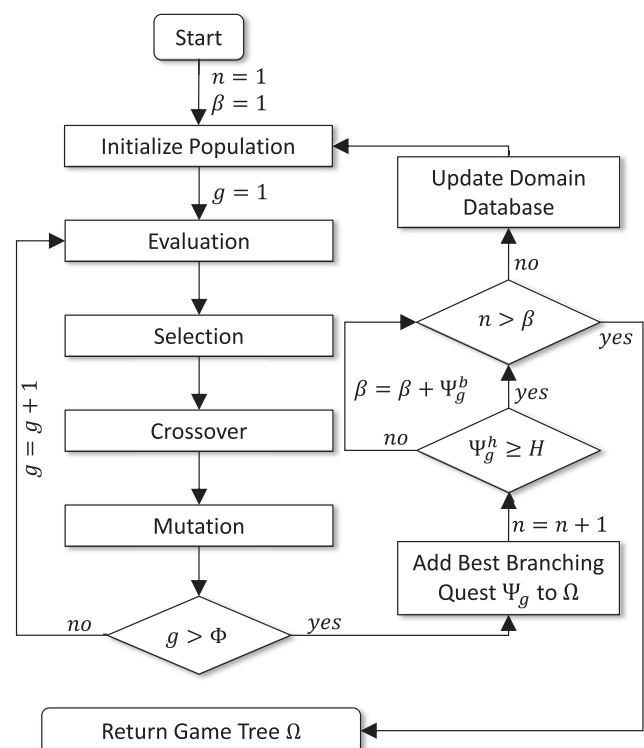 Start
n = 1
β = 1
Initialize Population
g = 1
Evaluation
Selection
Crossover
Mutation
g > Φ
no
yes
g = g + 1
Update Domain
Database
no
n > β
yes
β = β + Ψ_g^b
yes
no
Ψ_g^h ≥ H
n = n + 1
Add Best Branching
Quest Ψ_g to Ω
Return Game Tree Ω